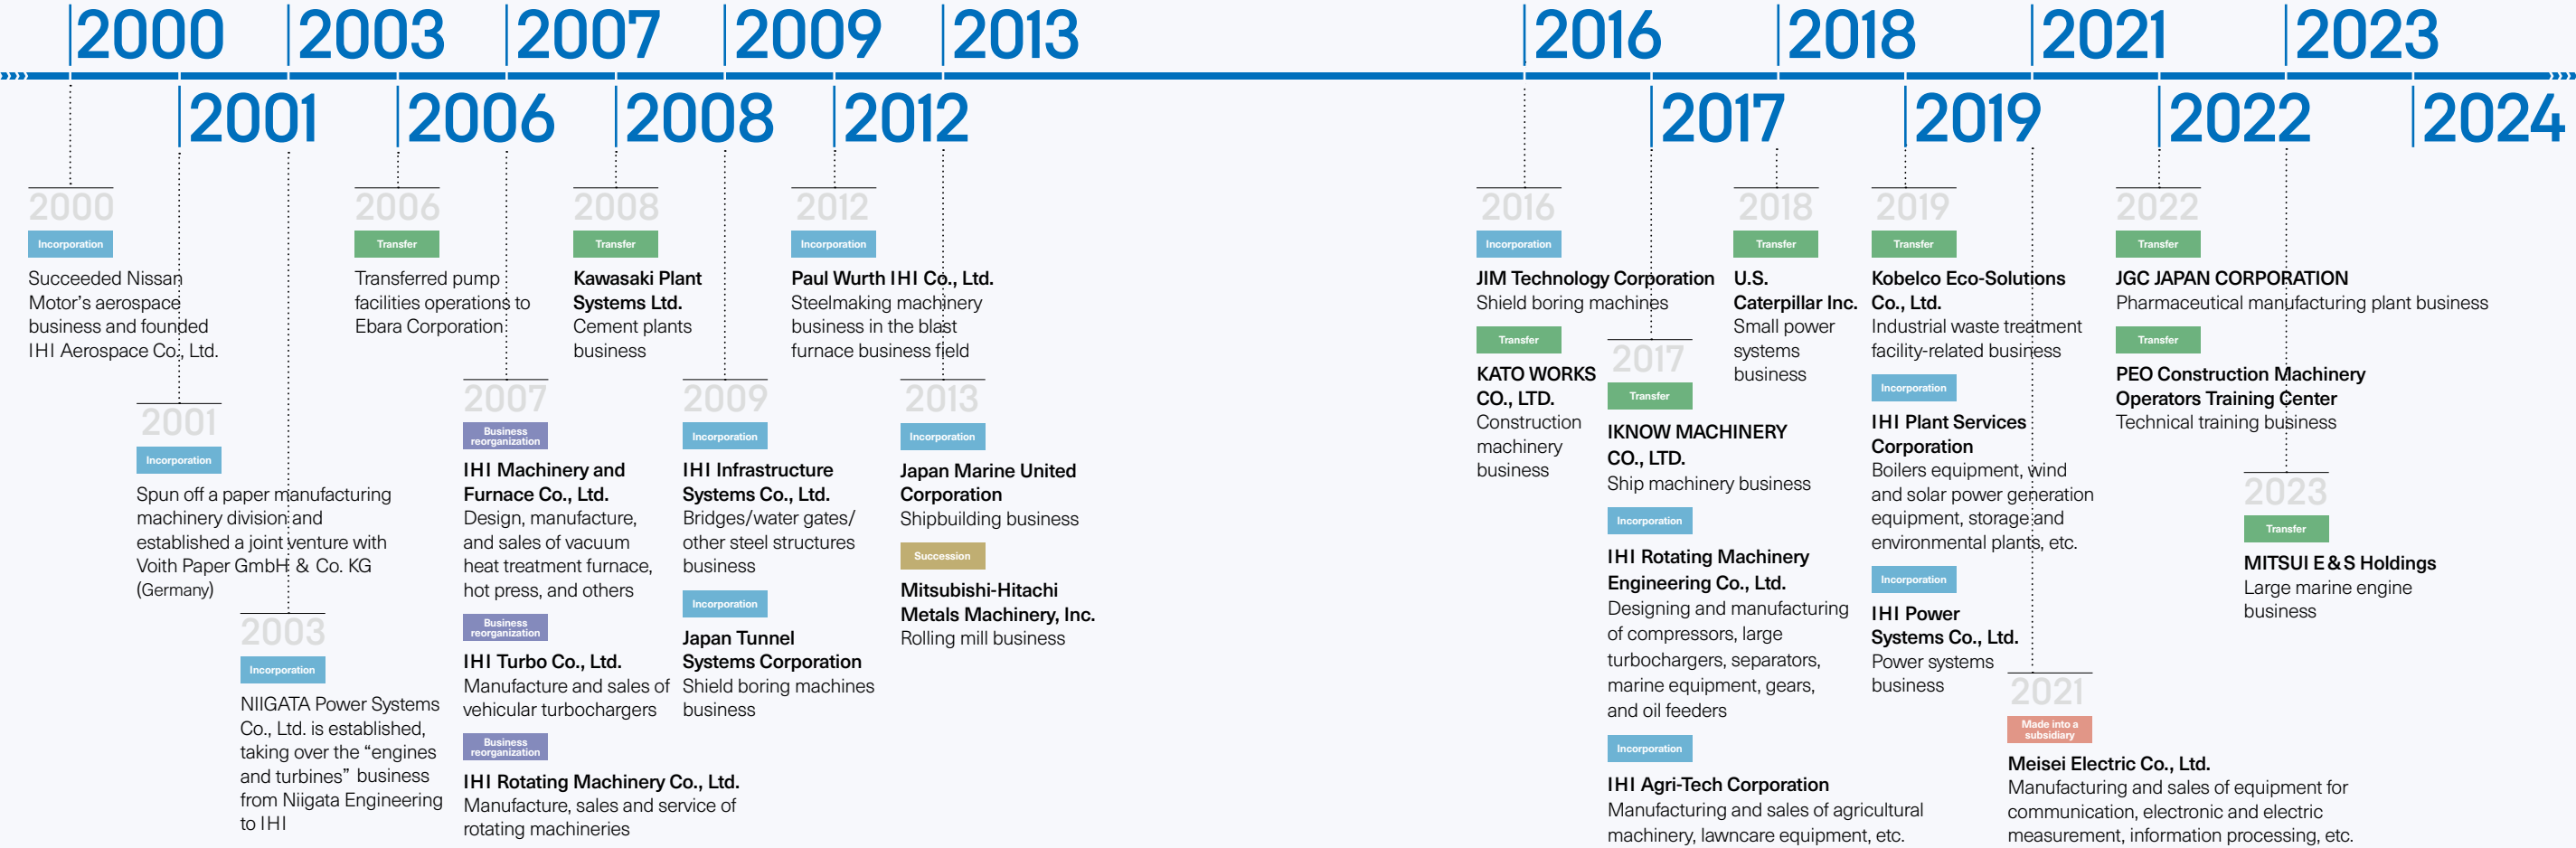 2000
2003
2007
2009
2013
2016
2018
2021
2023
2001
2006
2008
2012
2017
2019
2022
2024
2000
Incorporation
Succeeded Nissan
Motor's aerospace
business and founded
IHI Aerospace Co., Ltd.
2001
Incorporation
Spun off a paper manufacturing
machinery division and
established a joint venture with
Voith Paper GmbH & Co. KG
(Germany)
2003
Incorporation
NIIGATA Power Systems
Co., Ltd. is established,
taking over the “engines
and turbines” business
from Niigata Engineering
to IHI
2006
Transfer
Transferred pump
facilities operations to
Ebara Corporation
2007
Business
reorganization
IHI Machinery and
Furnace Co., Ltd.
Design, manufacture,
and sales of vacuum
heat treatment furnace,
hot press, and others
Business
reorganization
IHI Turbo Co., Ltd.
Manufacture and sales of
vehicular turbochargers
Business
reorganization
IHI Rotating Machinery Co., Ltd.
Manufacture, sales and service of
rotating machineries
2008
Transfer
Kawasaki Plant
Systems Ltd.
Cement plants
business
2009
Incorporation
IHI Infrastructure
Systems Co., Ltd.
Bridges/water gates/
other steel structures
business
Incorporation
Japan Tunnel
Systems Corporation
Shield boring machines
business
2012
Incorporation
Paul Wurth IHI Co., Ltd.
Steelmaking machinery
business in the blast
furnace business field
2013
Incorporation
Japan Marine United
Corporation
Shipbuilding business
Succession
Mitsubishi-Hitachi
Metals Machinery, Inc.
Rolling mill business
2016
Incorporation
JIM Technology Corporation
Shield boring machines
Transfer
KATO WORKS
CO., LTD.
Construction
machinery
business
2017
Transfer
IKNOW MACHINERY
CO., LTD.
Ship machinery business
Incorporation
IHI Rotating Machinery
Engineering Co., Ltd.
Designing and manufacturing
of compressors, large
turbochargers, separators,
marine equipment, gears,
and oil feeders
Incorporation
IHI Agri-Tech Corporation
Manufacturing and sales of agricultural
machinery, lawncare equipment, etc.
2018
Transfer
U.S.
Caterpillar Inc.
Small power
systems
business
2019
Transfer
Kobelco Eco-Solutions
Co., Ltd.
Industrial waste treatment
facility-related business
Incorporation
IHI Plant Services
Corporation
Boilers equipment, wind
and solar power generation
equipment, storage and
environmental plants, etc.
Incorporation
IHI Power
Systems Co., Ltd.
Power systems
business
2021
Made into a
subsidiary
Meisei Electric Co., Ltd.
Manufacturing and sales of equipment for
communication, electronic and electric
measurement, information processing, etc.
2022
Transfer
JGC JAPAN CORPORATION
Pharmaceutical manufacturing plant business
Transfer
PEO Construction Machinery
Operators Training Center
Technical training business
2023
Transfer
MITSUI E&S Holdings
Large marine engine
business